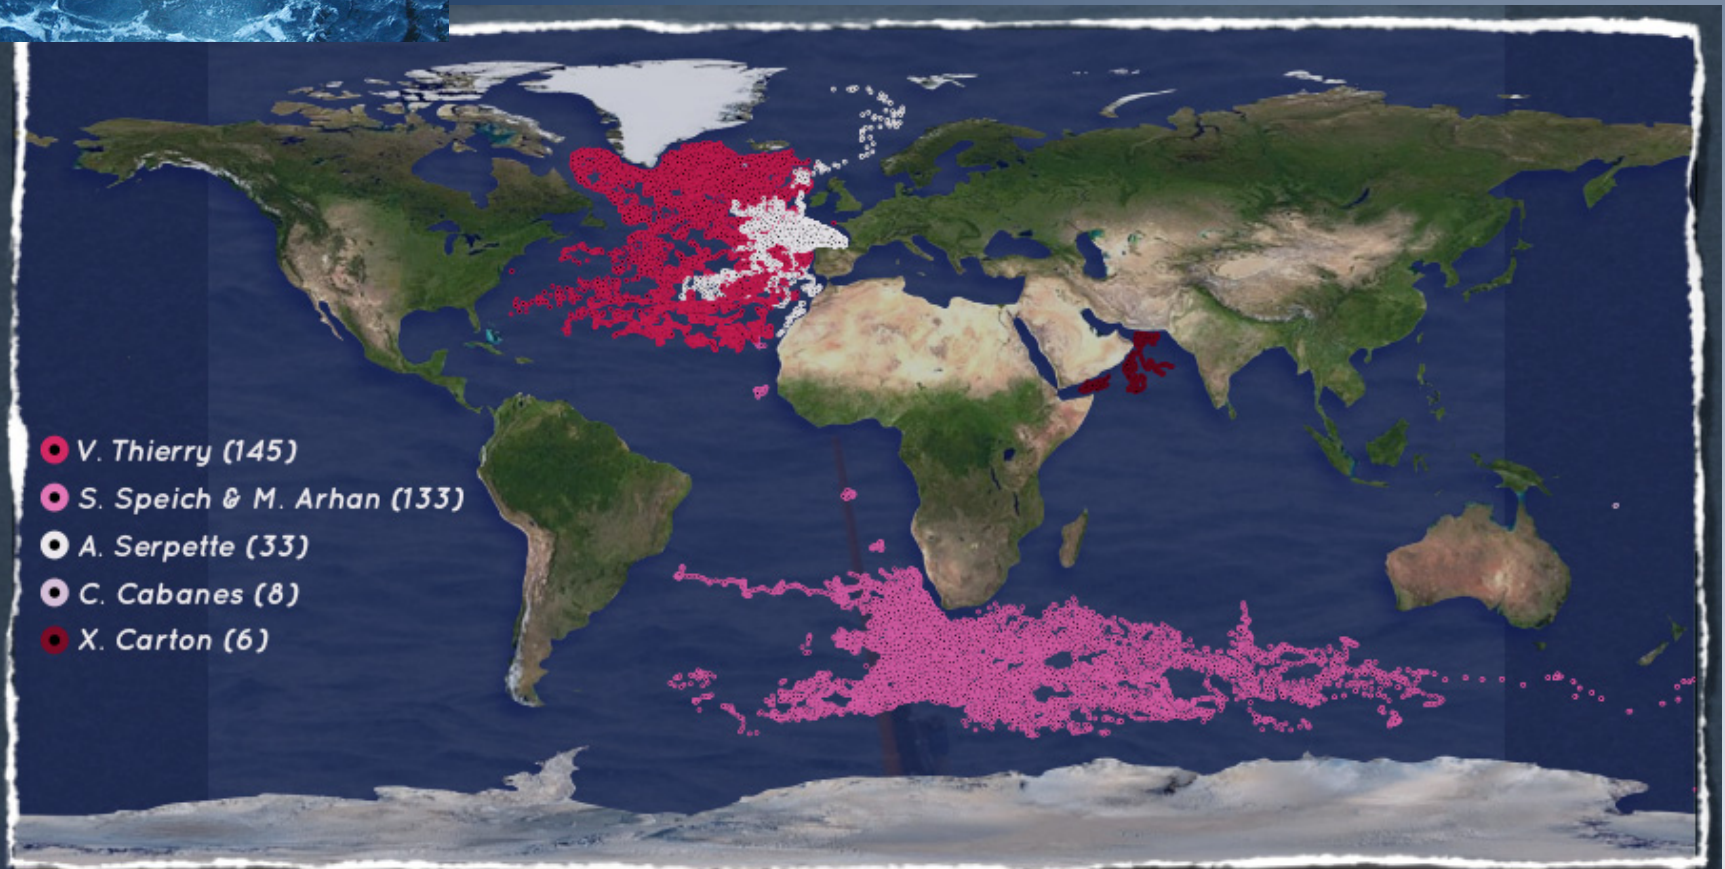 V. Thierry (145)
S. Speich & M. Arhan (133)
A. Serpette (33)
C. Cabanes (8)
X. Carton (6)